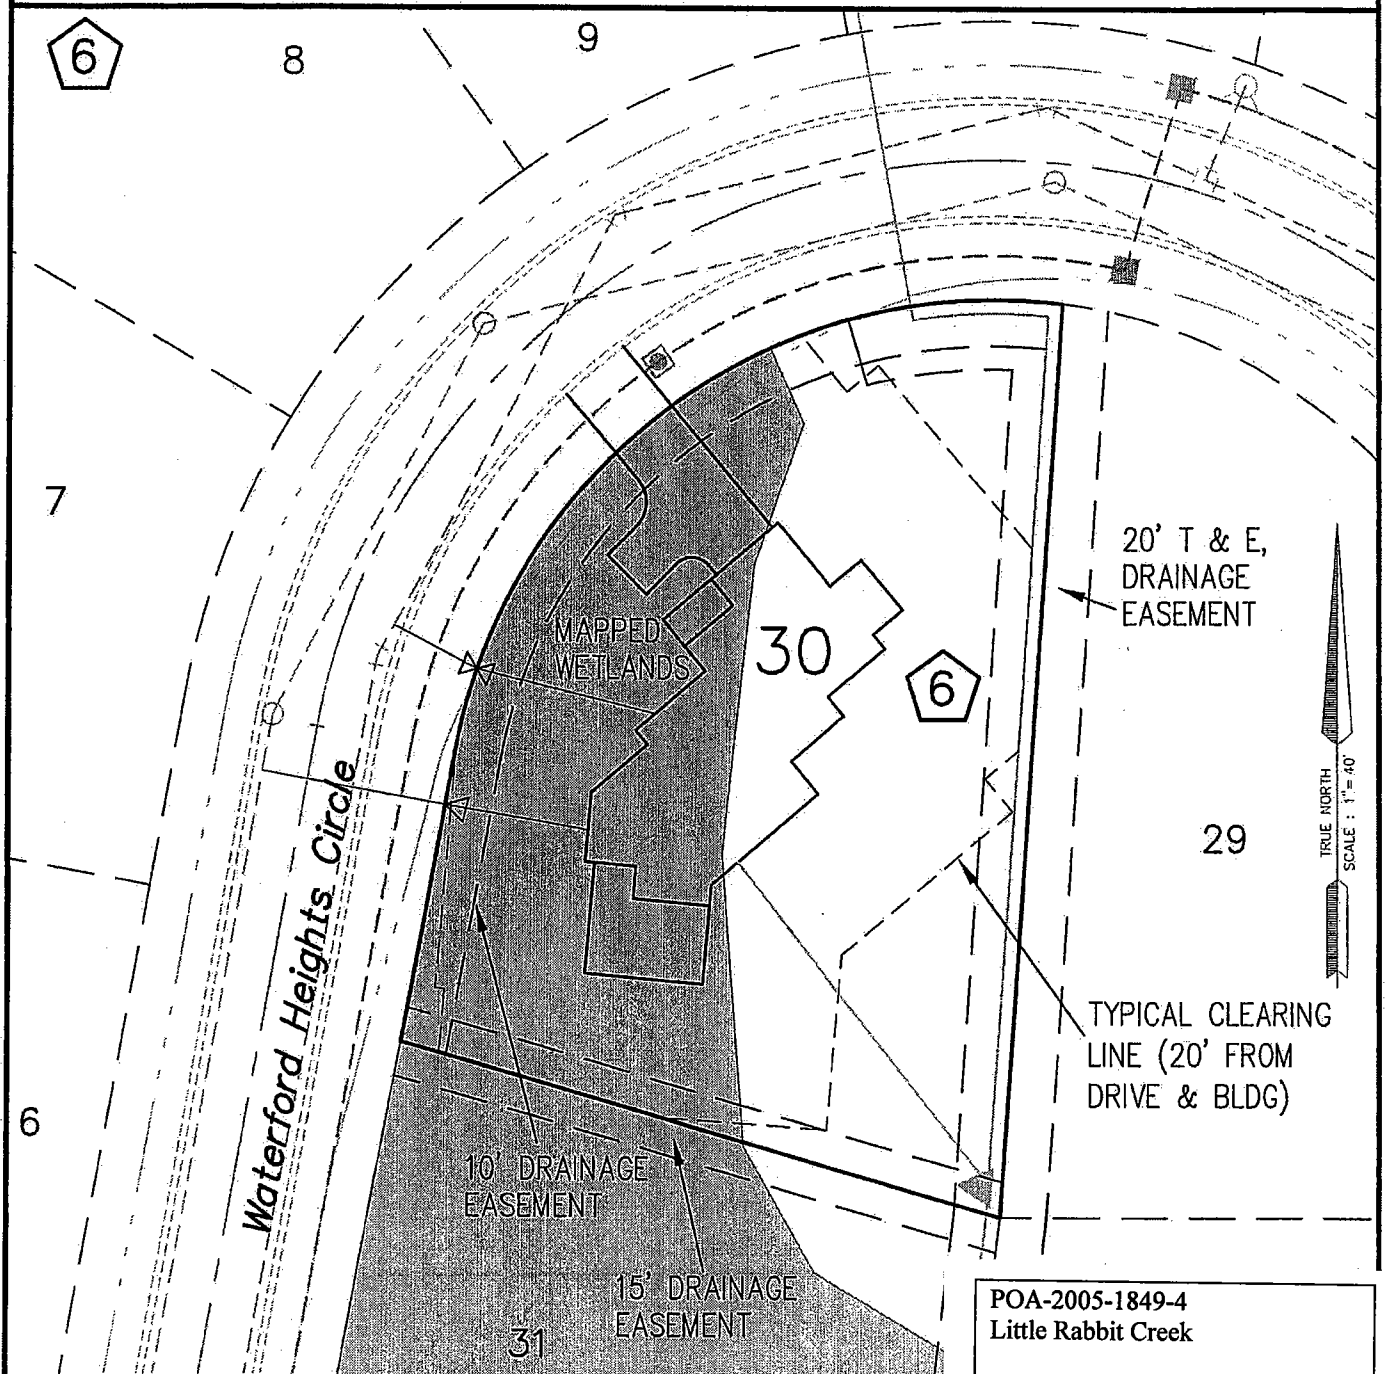 6
8
9
7
20' T & E,
DRAINAGE
EASEMENT
MAPPED
WETLANDS
30
6
29
TRUE NORTH
SCALE : 1"= 40'
Waterford Heights Circle
TYPICAL CLEARING
LINE (20' FROM
DRIVE & BLDG)
6
10' DRAINAGE
EASEMENT
15' DRAINAGE
EASEMENT
31
POA-2005-1849-4
Little Rabbit Creek